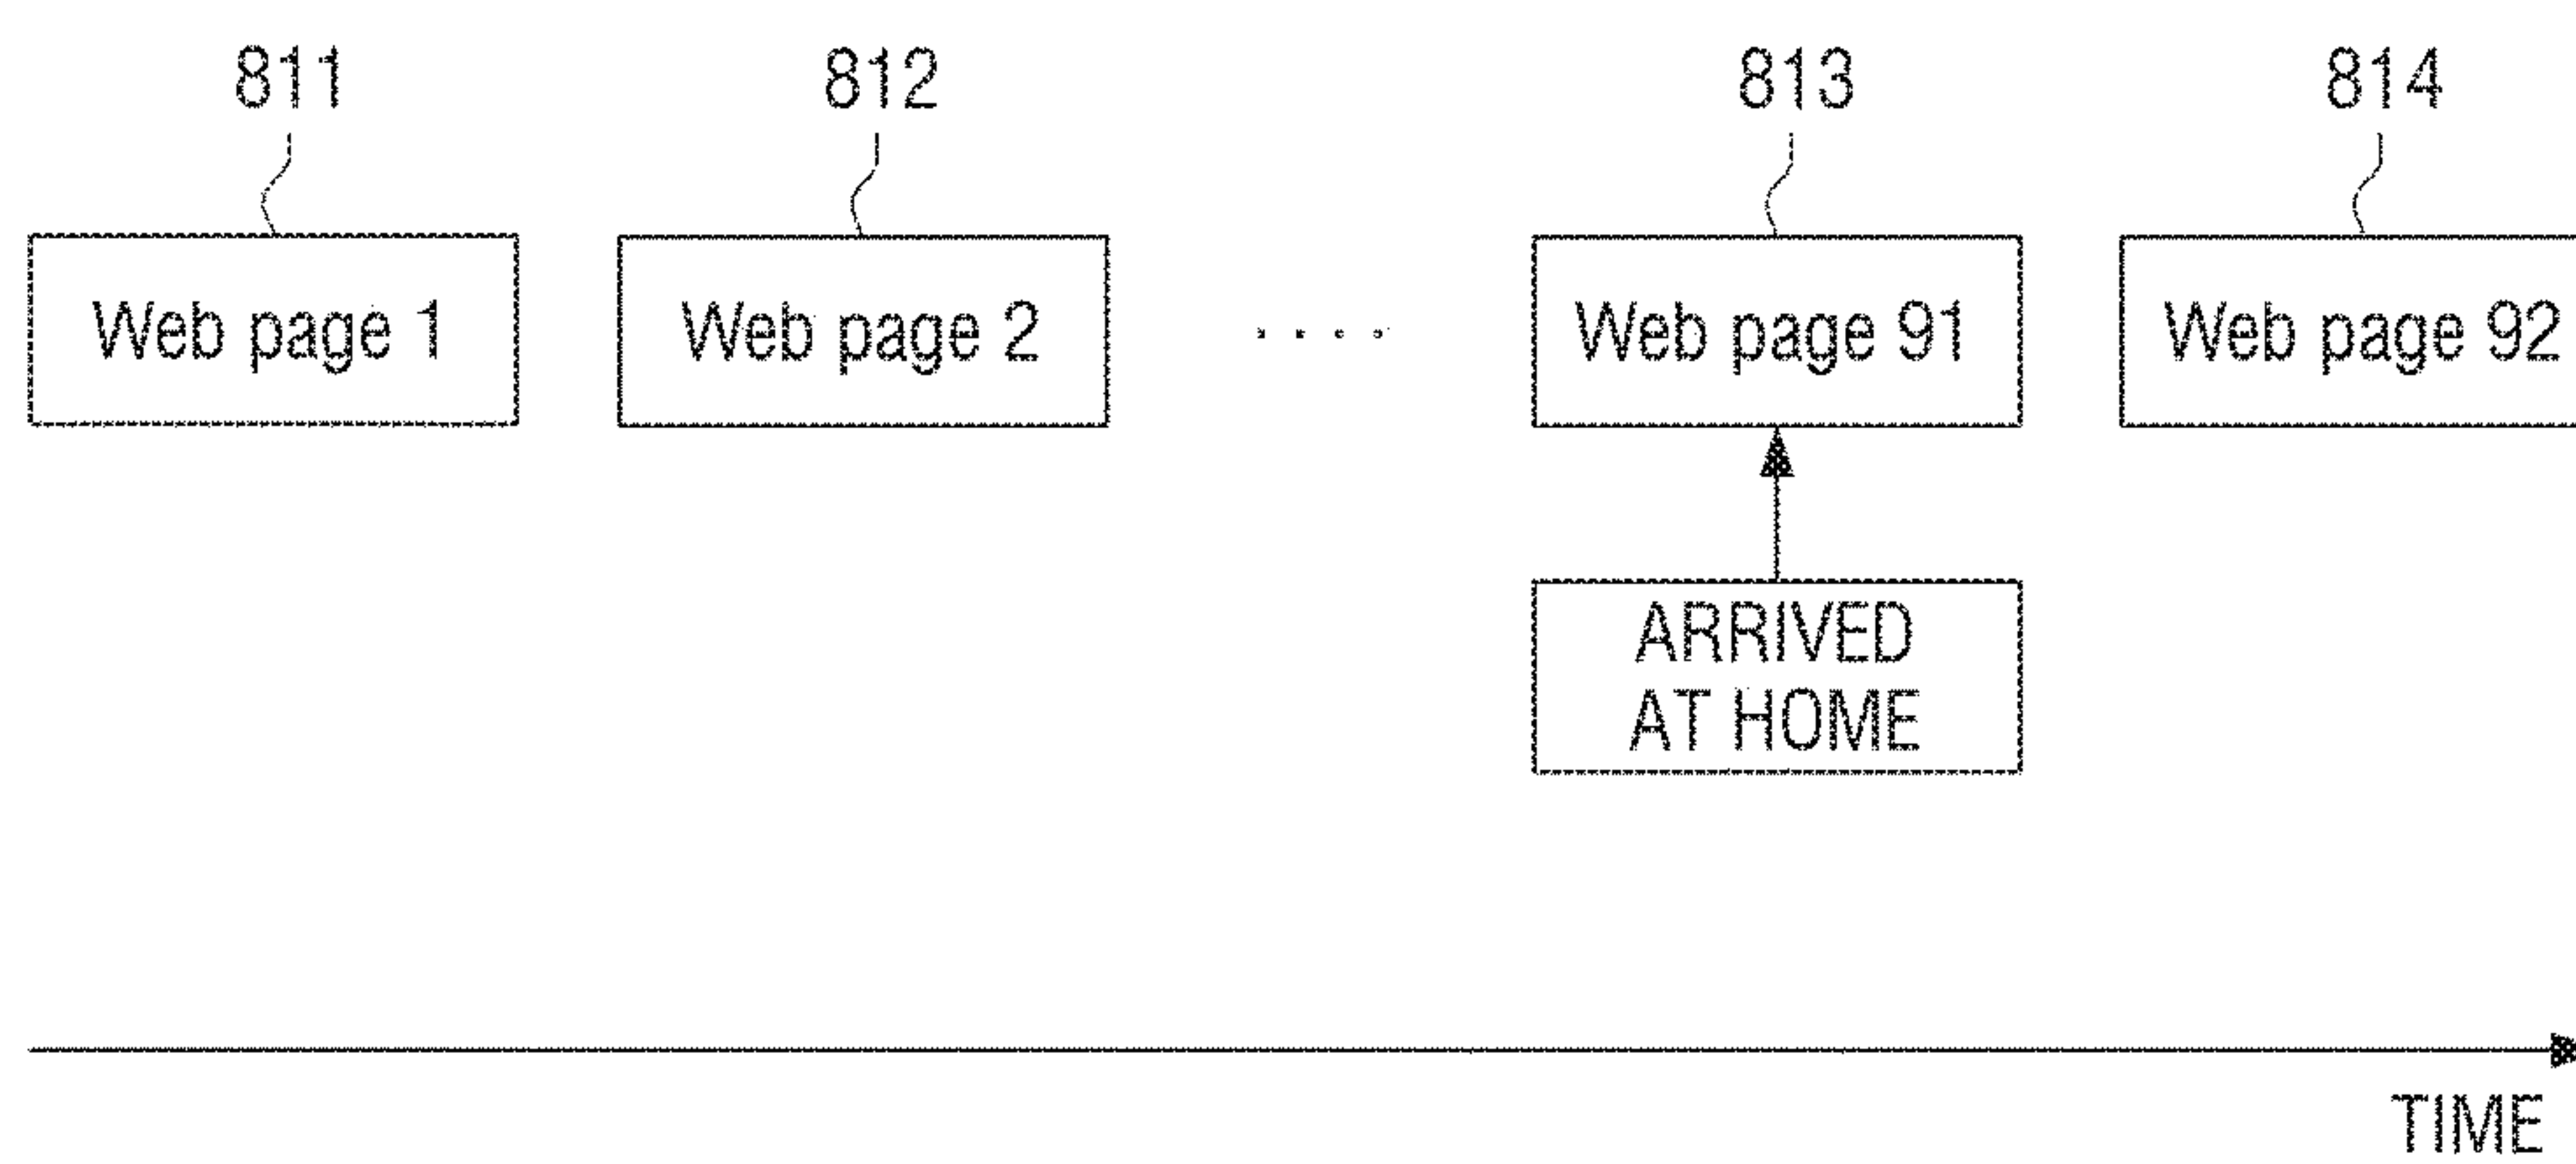 811 812 813 814
Web page 1 Web page 2 .... Web page 91 Web page 92
ARRIVED
AT HOME
TIME